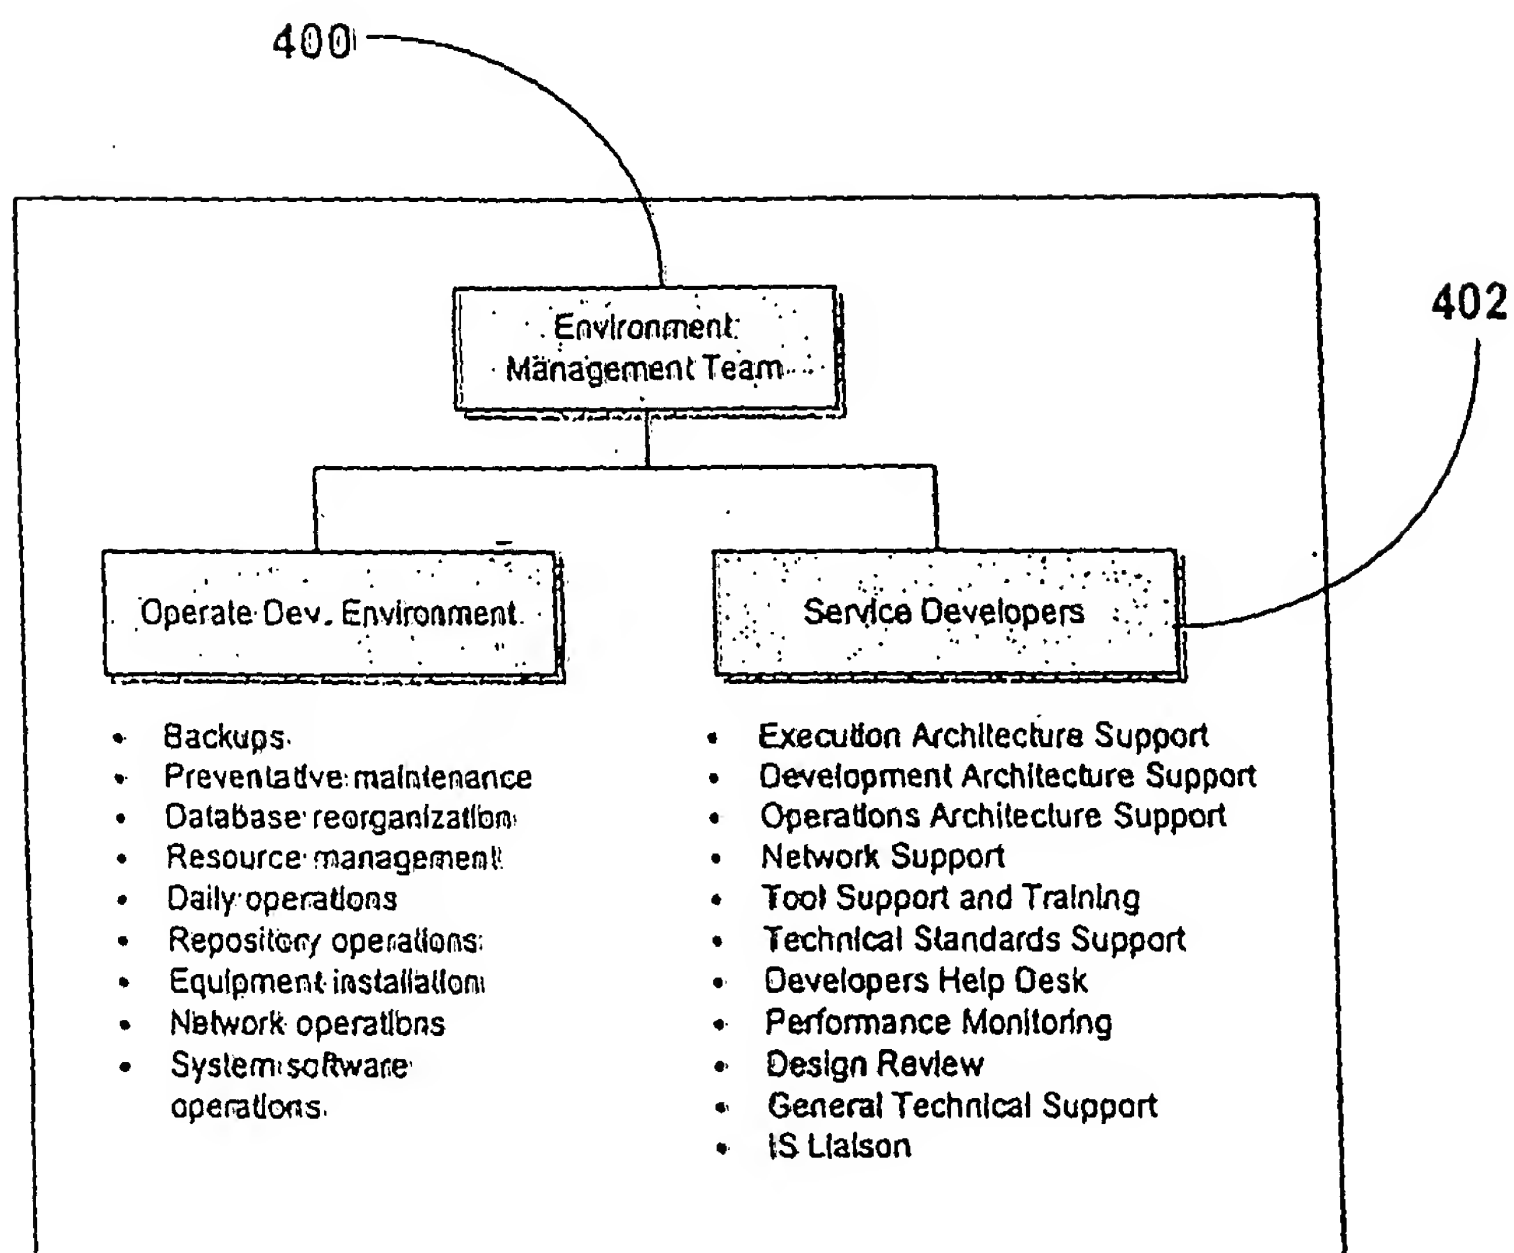 400
402
Environment
Management Team
Operate Dev. Environment
Service Developers
• Backups
• Preventative maintenance
• Database reorganization
• Resource management
• Daily operations
• Repository operations
• Equipment installation
• Network operations
• System software
operations
• Execution Architecture Support
• Development Architecture Support
• Operations Architecture Support
• Network Support
• Tool Support and Training
• Technical Standards Support
• Developers Help Desk
• Performance Monitoring
• Design Review
• General Technical Support
• IS Liaison